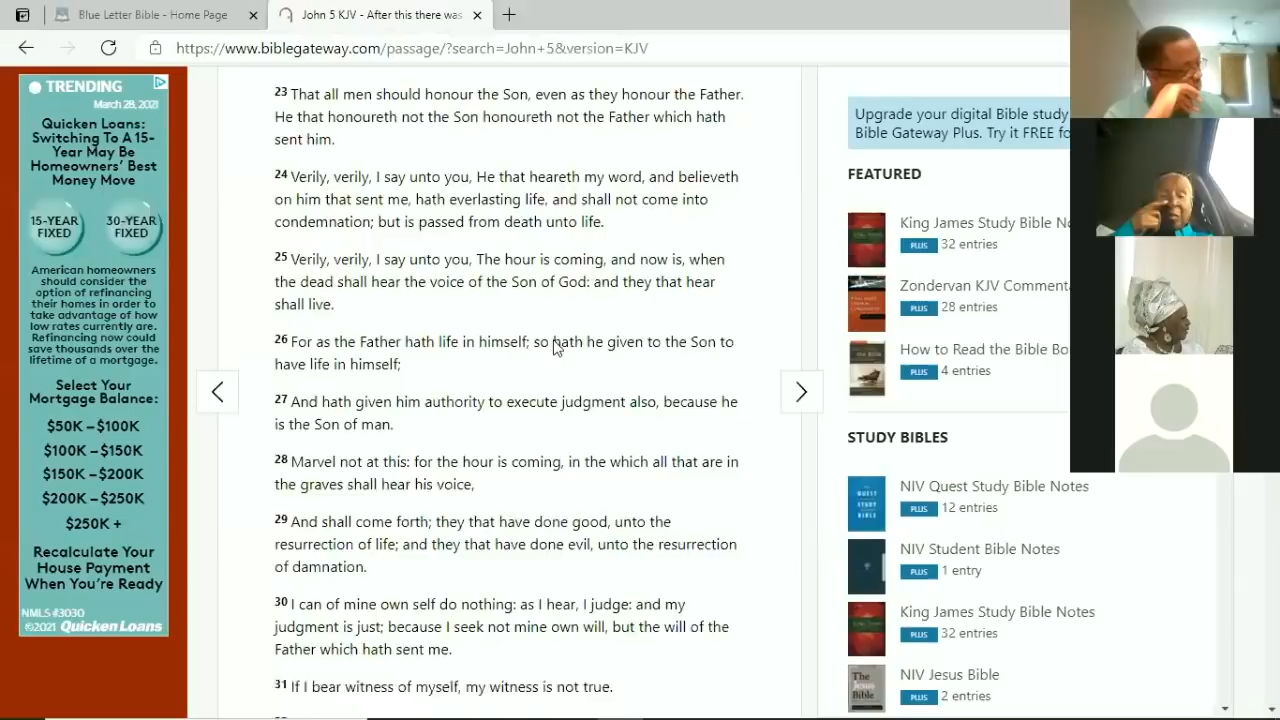 Blue Letter Bible - Home Page
John 5 KJV - After this there was
https://www.biblegateway.com/passage/?search=John+5&version=KJV
TRENDING
March 28, 2021
Quicken Loans:
Switching To A 15-
Year May Be
Homeowners' Best
Money Move
15-YEAR
FIXED
30-YEAR
FIXED
American homeowners
should consider the
option of refinancing
their homes in order to
take advantage of how
low rates currently are.
Refinancing now could
save thousands over the
lifetime of a mortgage.
Select Your
Mortgage Balance:
$50K – $100K
$100K – $150K
$150K – $200K
$200K – $250K
$250K +
Recalculate Your
House Payment
When You're Ready
NMLS #3030
©2021 Quicken Loans
23 That all men should honour the Son, even as they honour the Father.
He that honoureth not the Son honoureth not the Father which hath
sent him.
24 Verily, verily, I say unto you, He that heareth my word, and believeth
on him that sent me, hath everlasting life, and shall not come into
condemnation; but is passed from death unto life.
25 Verily, verily, I say unto you, The hour is coming, and now is, when
the dead shall hear the voice of the Son of God: and they that hear
shall live.
26 For as the Father hath life in himself; so hath he given to the Son to
have life in himself;
27 And hath given him authority to execute judgment also, because he
is the Son of man.
28 Marvel not at this: for the hour is coming, in the which all that are in
the graves shall hear his voice,
29 And shall come forth; they that have done good, unto the
resurrection of life; and they that have done evil, unto the resurrection
of damnation.
30 I can of mine own self do nothing: as I hear, I judge: and my
judgment is just; because I seek not mine own will, but the will of the
Father which hath sent me.
31 If I bear witness of myself, my witness is not true.
Upgrade your digital Bible study
Bible Gateway Plus. Try it FREE fo
FEATURED
King James Study Bible No
PLUS 32 entries
Zondervan KJV Commenta
PLUS 28 entries
How to Read the Bible Bo
PLUS 4 entries
STUDY BIBLES
NIV Quest Study Bible Notes
PLUS 12 entries
NIV Student Bible Notes
PLUS 1 entry
King James Study Bible Notes
PLUS 32 entries
NIV Jesus Bible
PLUS 2 entries
QUEST
STUDY
BIBLE
The
Jesus
Bible